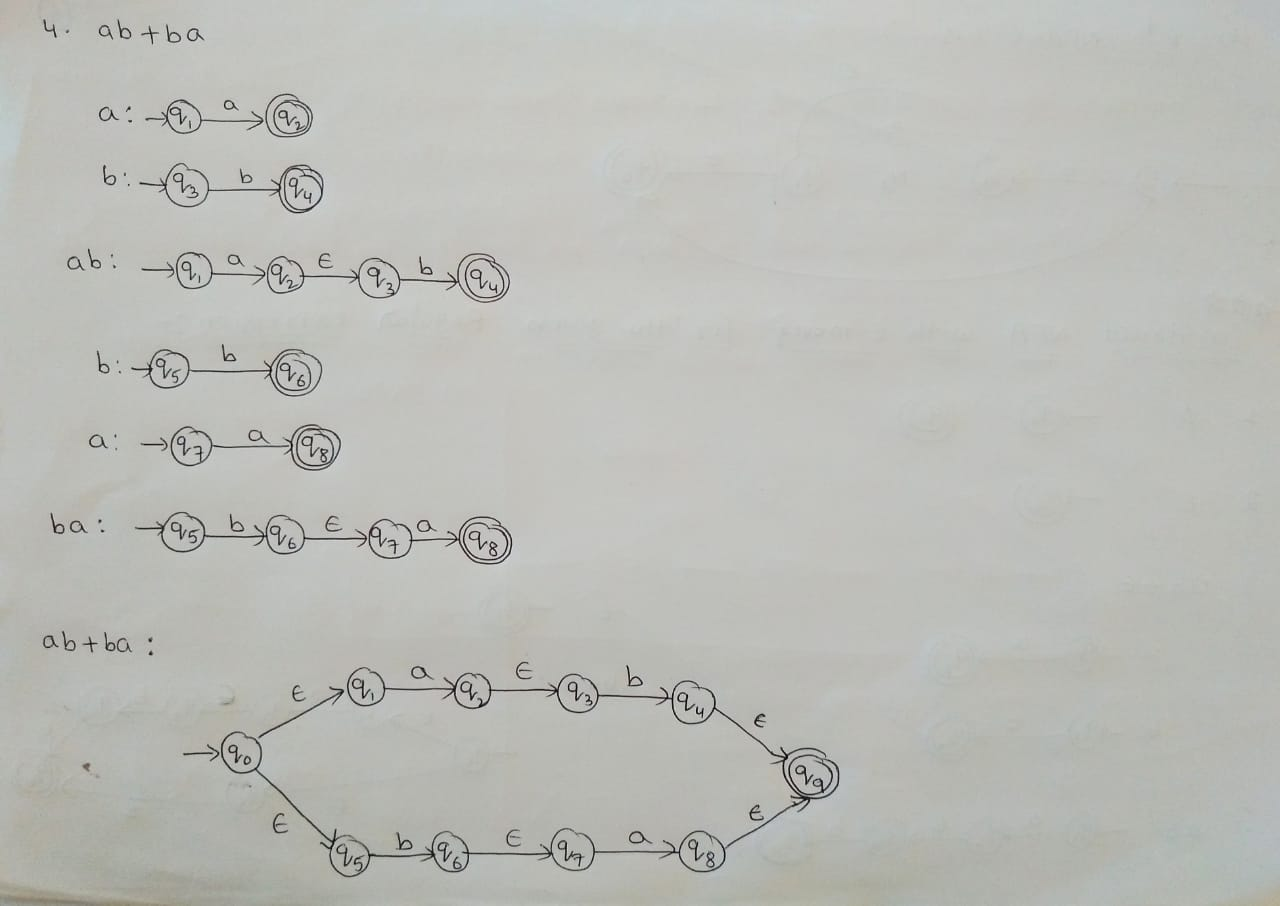 4. ab+ba
a: q1 a q2
b: q3 b q4
ab: q1 a q2 ε q3 b q4
b: q5 b q6
a: q7 a q8
ba: q5 b q6 ε q7 a q8
ab+ba:
ε q1 a q2 ε q3 b q4 ε
q0 q9
ε q5 b q6 ε q7 a q8 ε